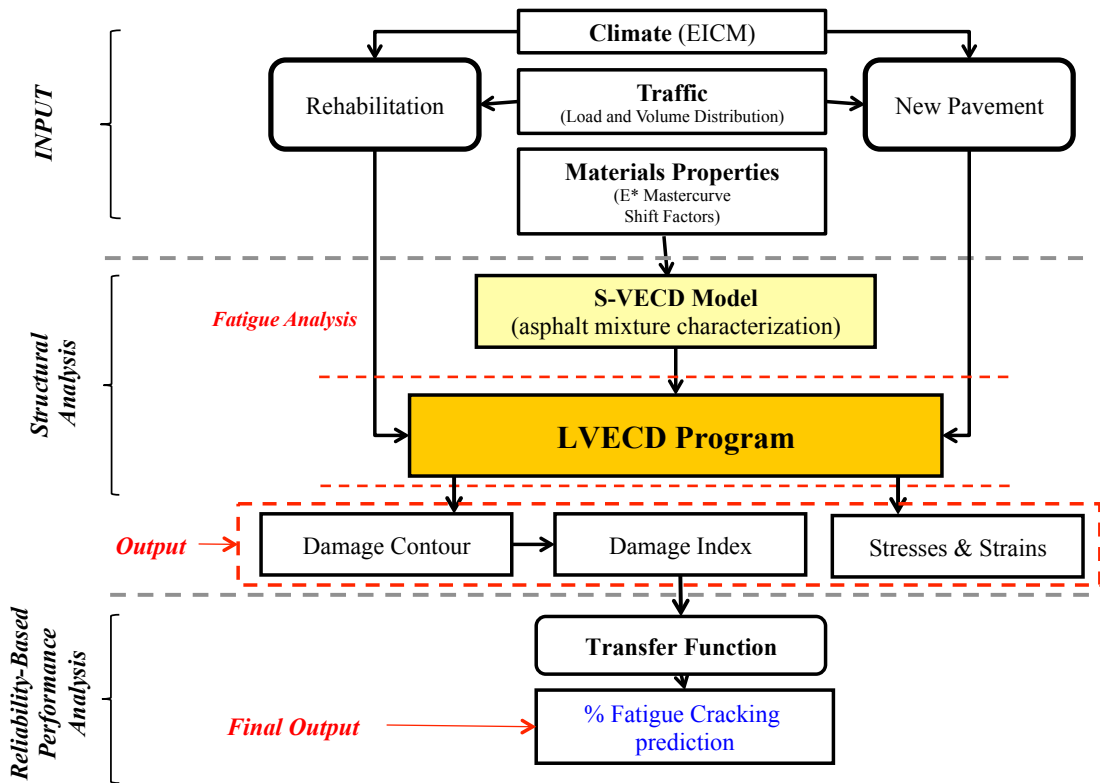 INPUT
Climate (EICM)
Rehabilitation
Traffic
(Load and Volume Distribution)
New Pavement
Materials Properties
(E* Mastercurve
Shift Factors)
Structural
Analysis
Fatigue Analysis
S-VECD Model
(asphalt mixture characterization)
LVECD Program
Output
Damage Contour
Damage Index
Stresses & Strains
Reliability-Based
Performance
Analysis
Transfer Function
Final Output
% Fatigue Cracking
prediction